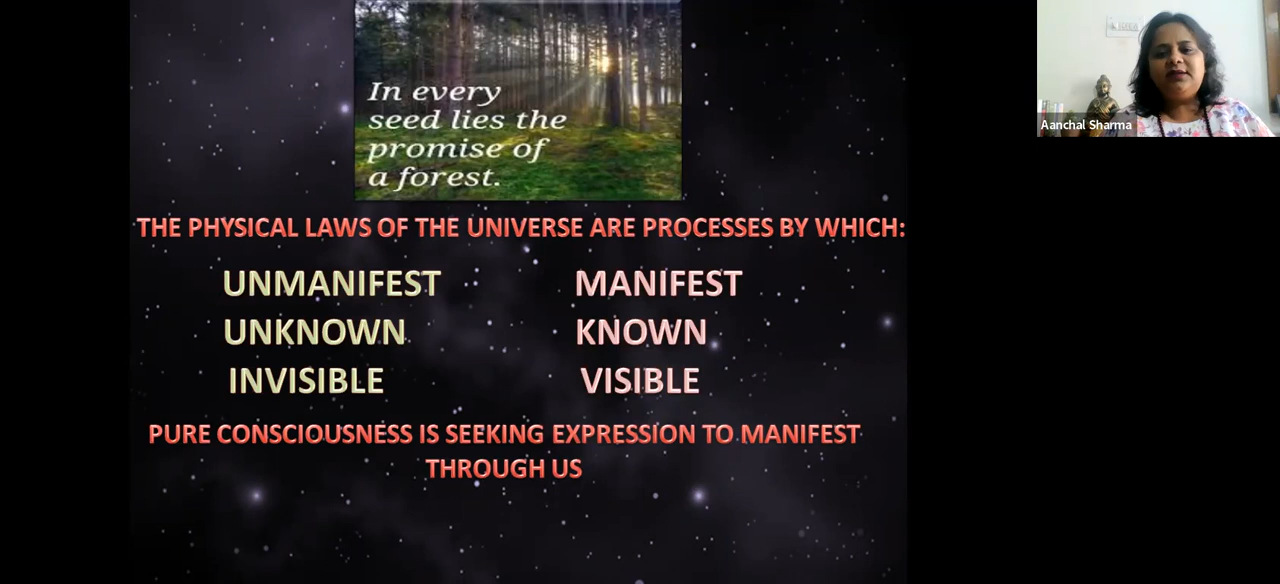 In every
seed lies the
promise of
a forest.
THE PHYSICAL LAWS OF THE UNIVERSE ARE PROCESSES BY WHICH:
UNMANIFEST MANIFEST
UNKNOWN KNOWN
INVISIBLE VISIBLE
PURE CONSCIOUSNESS IS SEEKING EXPRESSION TO MANIFEST
THROUGH US
Aanchal Sharma